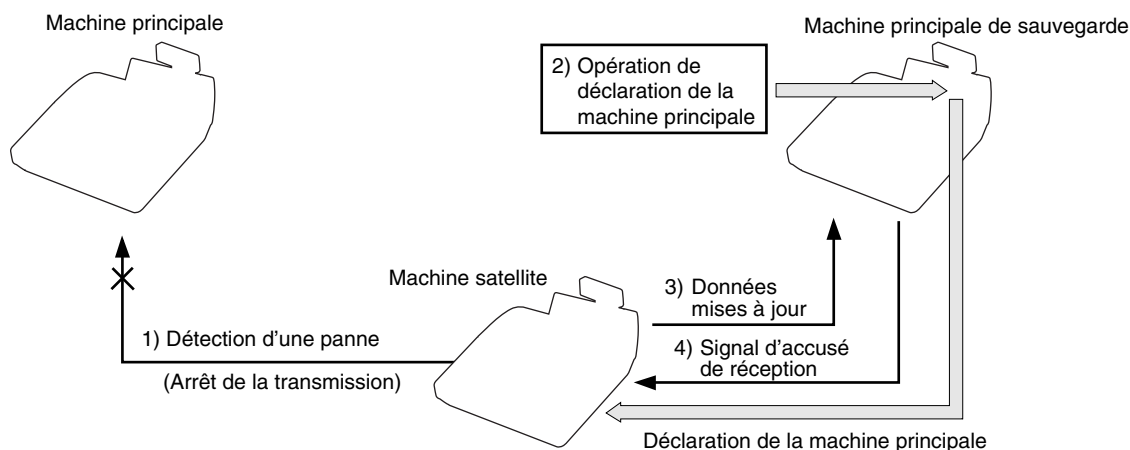 Machine principale
Machine principale de sauvegarde
2) Opération de
déclaration de la
machine principale
Machine satellite
3) Données
mises à jour
1) Détection d'une panne
(Arrêt de la transmission)
4) Signal d'accusé
de réception
Déclaration de la machine principale